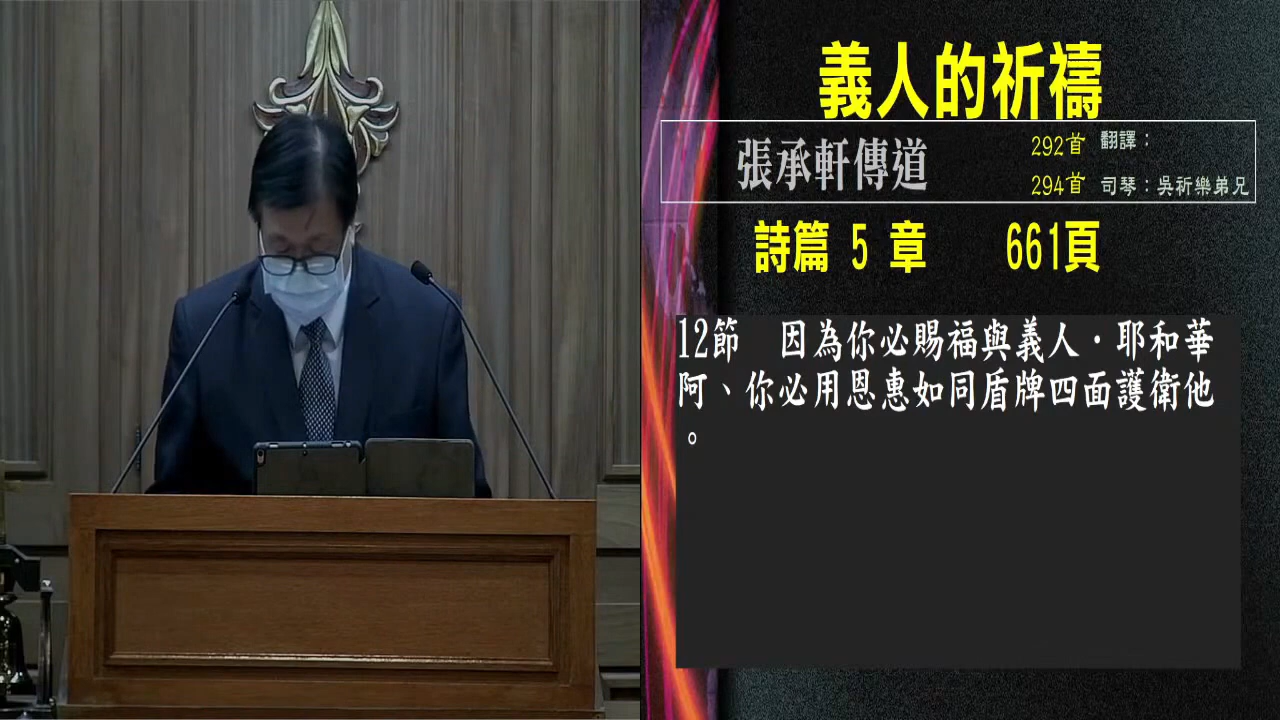 義人的祈禱
張承軒傳道
292首
翻譯：
294首
司琴：吳祈樂弟兄
詩篇 5 章 661頁
12節 因為你必賜福與義人．耶和華
阿、你必用恩惠如同盾牌四面護衛他
。